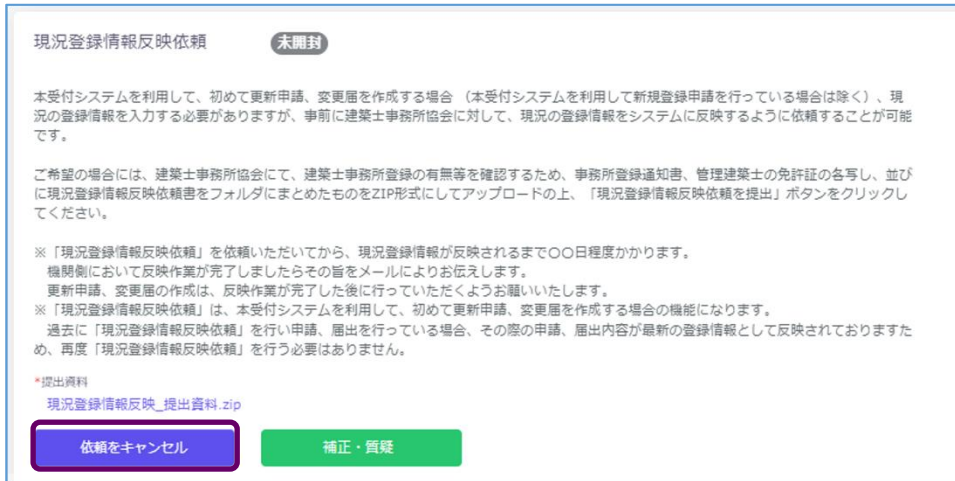 現況登録情報反映依頼 未開封
本受付システムを利用して、初めて更新申請、変更届を作成する場合 （本受付システムを利用して新規登録申請を行っている場合は除く）、現
況の登録情報を入力する必要がありますが、事前に建築士事務所協会に対して、現況の登録情報をシステムに反映するように依頼することが可能
です。
ご希望の場合には、建築士事務所協会にて、建築士事務所登録の有無等を確認するため、事務所登録通知書、管理建築士の免許証の各写し、並び
に現況登録情報反映依頼書をフォルダにまとめたものをZIP形式にしてアップロードの上、「現況登録情報反映依頼を提出」ボタンをクリックし
てください。
※「現況登録情報反映依頼」を依頼いただいてから、現況登録情報が反映されるまで〇〇日程度かかります。
機関側において反映作業が完了しましたらその旨をメールによりお伝えします。
更新申請、変更届の作成は、反映作業が完了した後に行っていただくようお願いいたします。
※「現況登録情報反映依頼」は、本受付システムを利用して、初めて更新申請、変更届を作成する場合の機能になります。
過去に「現況登録情報反映依頼」を行い申請、届出を行っている場合、その際の申請、届出内容が最新の登録情報として反映されておりますた
め、再度「現況登録情報反映依頼」を行う必要はありません。
*提出資料
現況登録情報反映_提出資料.zip
依頼をキャンセル 補正・質疑